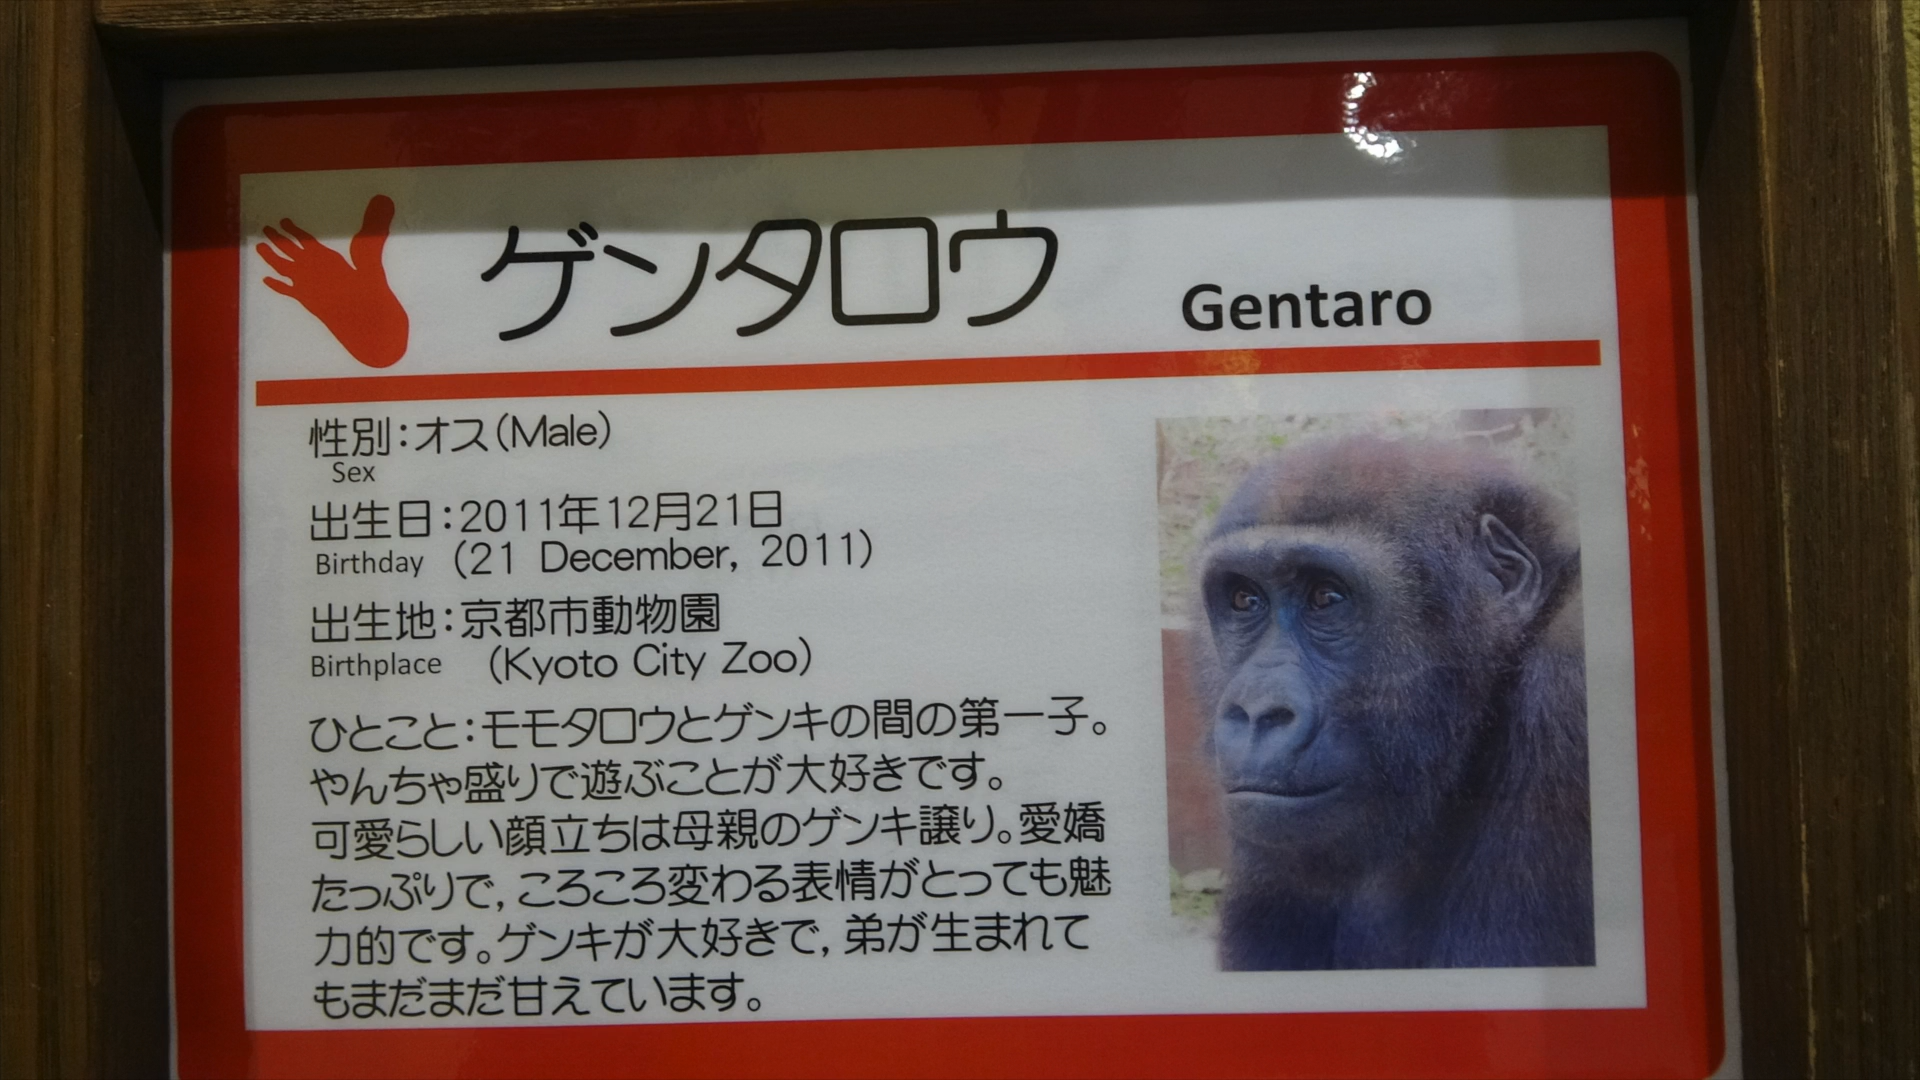 ゲンタロウ Gentaro
性別：オス（Male）
Sex
出生日：2011年12月21日
Birthday （21 December, 2011）
出生地：京都市動物園
Birthplace （Kyoto City Zoo）
ひとこと：モモタロウとゲンキの間の第一子。
やんちゃ盛りで遊ぶことが大好きです。
可愛らしい顔立ちは母親のゲンキ譲り。愛嬌
たっぷりで，ころころ変わる表情がとっても魅
力的です。ゲンキが大好きで，弟が生まれて
もまだまだ甘えています。